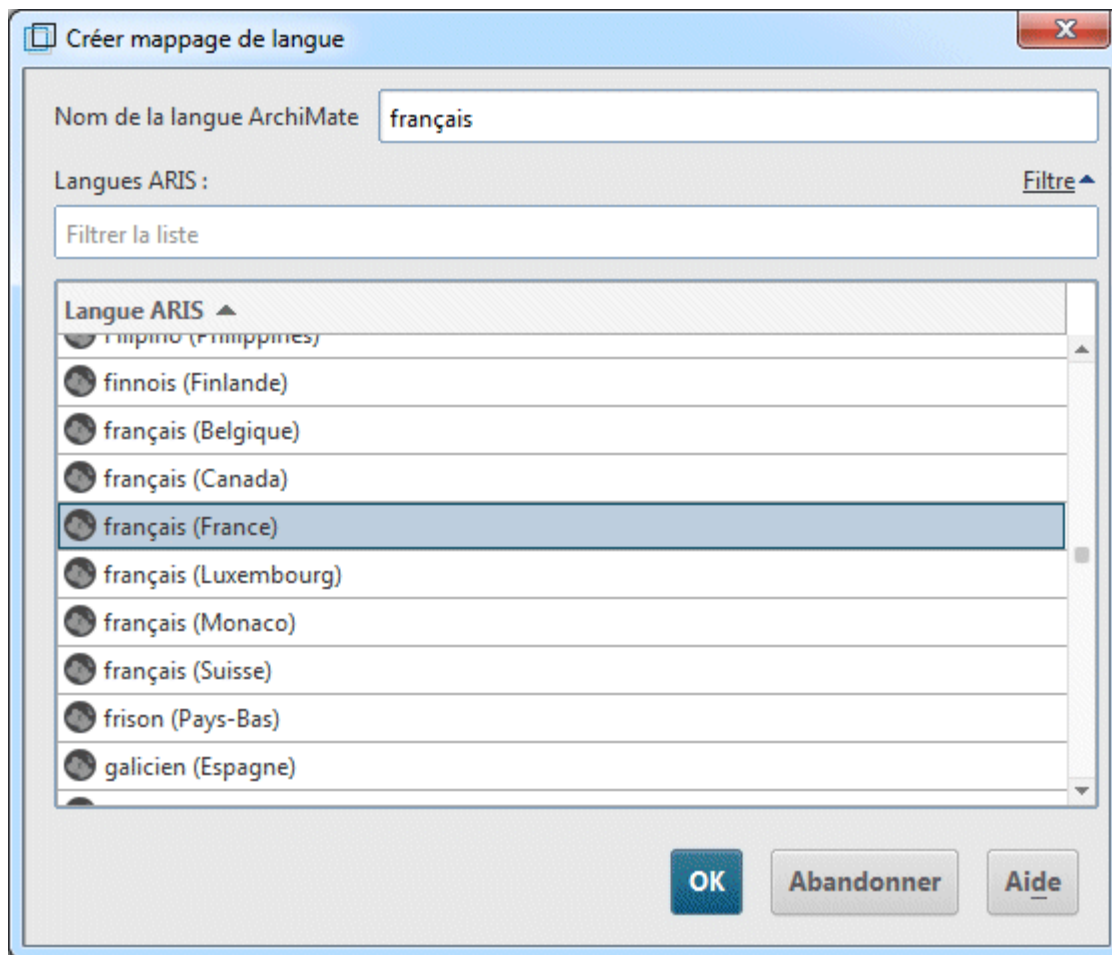 Créer mappage de langue
Nom de la langue ArchiMate français
Langues ARIS : Filtre
Filtrer la liste
Langue ARIS
Filipino (Philippines)
finnois (Finlande)
français (Belgique)
français (Canada)
français (France)
français (Luxembourg)
français (Monaco)
français (Suisse)
frison (Pays-Bas)
galicien (Espagne)
OK Abandonner Aide